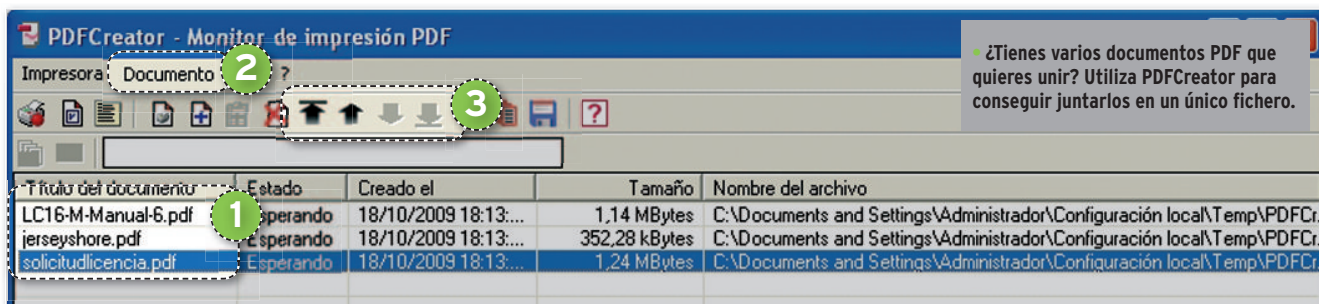 PDFCreator - Monitor de impresión PDF
• ¿Tienes varios documentos PDF que
quieres unir? Utiliza PDFCreator para
conseguir juntarlos en un único fichero.
Impresora Documento 2 ?
3
Título del documento Estado Creado el Tamaño Nombre del archivo
LC16-M-Manual-6.pdf 1 Esperando 18/10/2009 18:13:... 1,14 MBytes C:\Documents and Settings\Administrador\Configuración local\Temp\PDFCr.
jerseyshore.pdf Esperando 18/10/2009 18:13:... 352,28 kBytes C:\Documents and Settings\Administrador\Configuración local\Temp\PDFCr.
solicitudlicencia.pdf Esperando 18/10/2009 18:13:... 1,24 MBytes C:\Documents and Settings\Administrador\Configuración local\Temp\PDFCr.